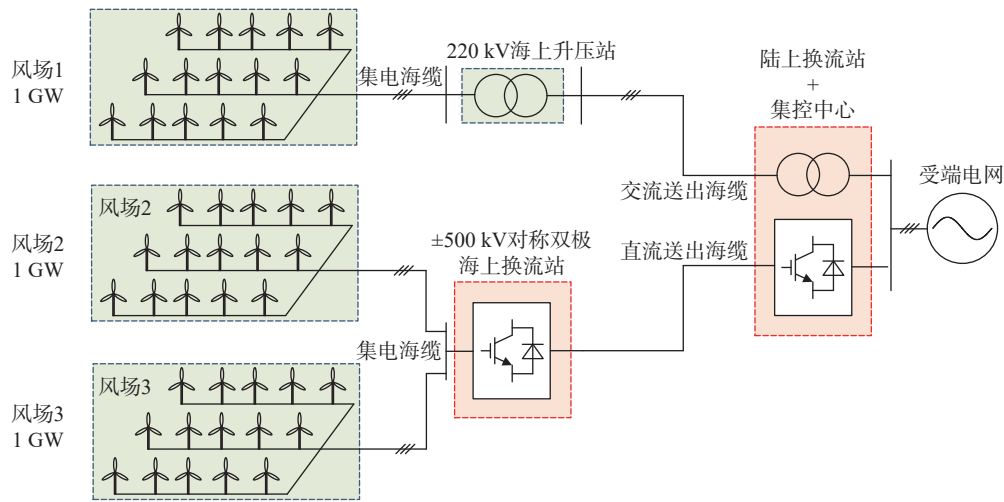 风场1
1 GW
集电海缆
220 kV海上升压站
陆上换流站
+
集控中心
交流送出海缆
受端电网
风场2
1 GW
风场2
±500 kV对称双极
海上换流站
直流送出海缆
集电海缆
风场3
1 GW
风场3